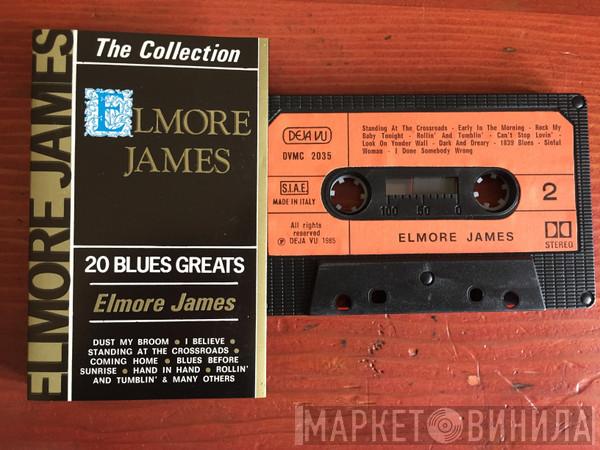 ELMORE JAMES
The Collection
ELMORE
JAMES
20 BLUES GREATS
Elmore James
DUST MY BROOM • I BELIEVE •
STANDING AT THE CROSSROADS •
COMING HOME • BLUES BEFORE
SUNRISE • HAND IN HAND • ROLLIN'
AND TUMBLIN' & MANY OTHERS
DEJA VU
DVMC 2035
Standing At The Crossroads - Early In The Morning - Rock My
Baby Tonight - Rollin' And Tumblin' - Can't Stop Lovin' -
Look On Yonder Wall - Dark And Dreary - 1839 Blues - Sinful
Woman - I Done Somebody Wrong
S.I.A.E.
MADE IN ITALY
100 50 0
2
All rights
reserved
Ⓟ DEJA VU 1985
ELMORE JAMES
STEREO
МАРКЕТ ВИНИЛА